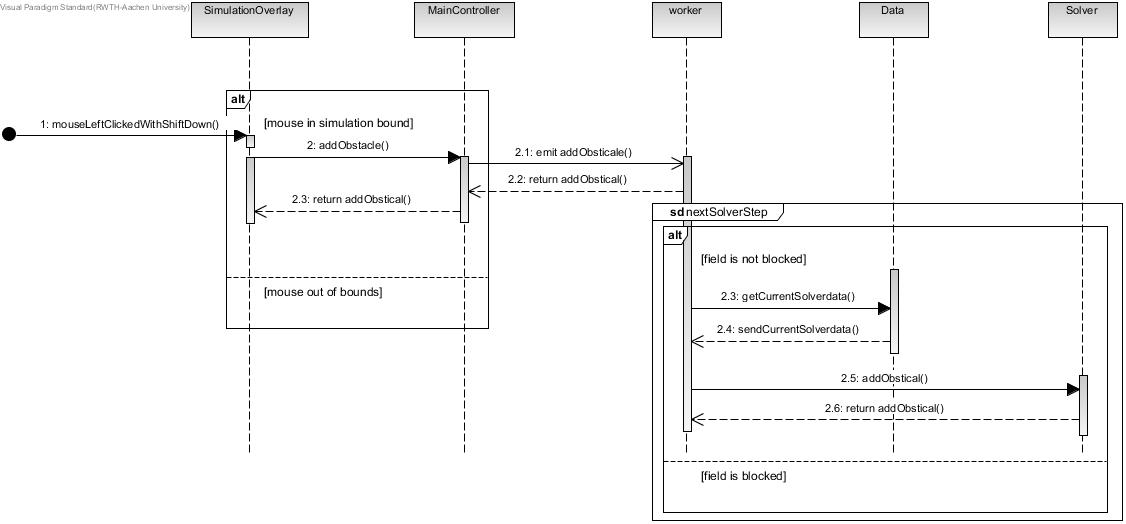 Visual Paradigm Standard(RWTH-Aachen University)
SimulationOverlay
MainController
worker
Data
Solver
alt
1: mouseLeftClickedWithShiftDown()
[mouse in simulation bound]
2: addObstacle()
2.1: emit addObsticale()
2.2: return addObstical()
2.3: return addObstical()
sd nextSolverStep
alt
[field is not blocked]
[mouse out of bounds]
2.3: getCurrentSolverdata()
2.4: sendCurrentSolverdata()
2.5: addObstical()
2.6: return addObstical()
[field is blocked]